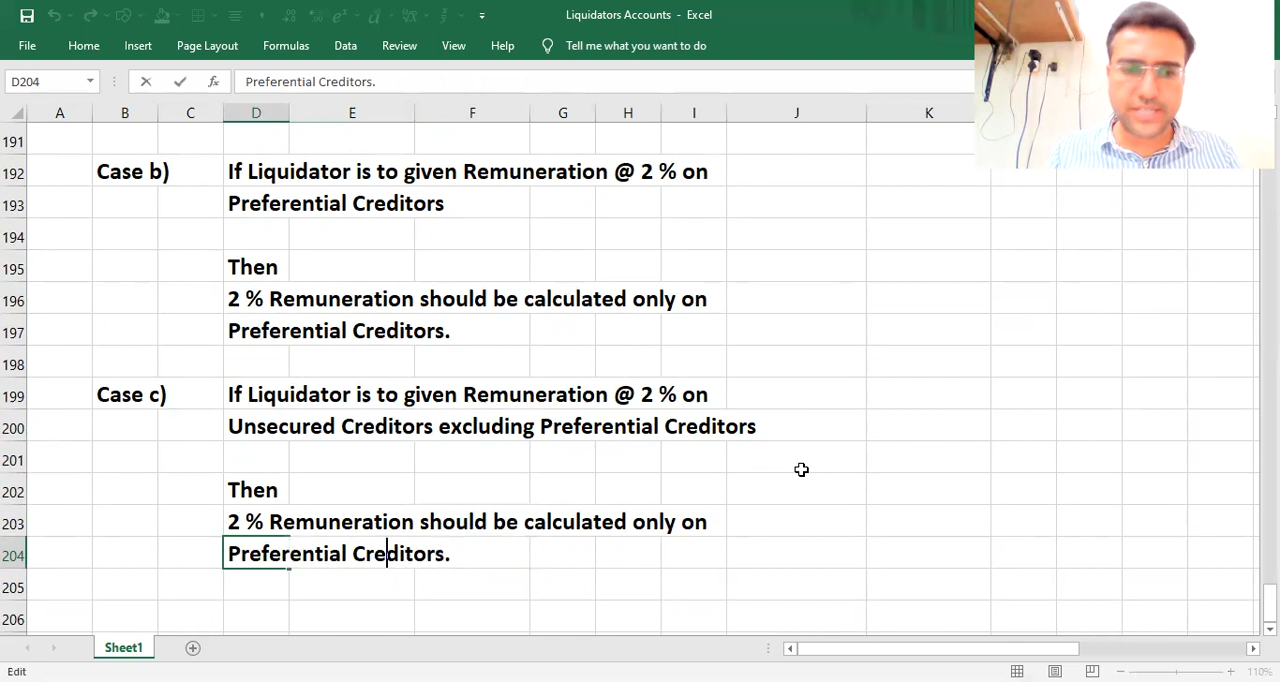 Liquidators Accounts - Excel
File Home Insert Page Layout Formulas Data Review View Help Tell me what you want to do
D204 fx Preferential Creditors.
A B C D E F G H I J K
191
192 Case b) If Liquidator is to given Remuneration @ 2 % on
193 Preferential Creditors
194
195 Then
196 2 % Remuneration should be calculated only on
197 Preferential Creditors.
198
199 Case c) If Liquidator is to given Remuneration @ 2 % on
200 Unsecured Creditors excluding Preferential Creditors
201
202 Then
203 2 % Remuneration should be calculated only on
204 Preferential Creditors.
205
206
Sheet1
Edit 110%